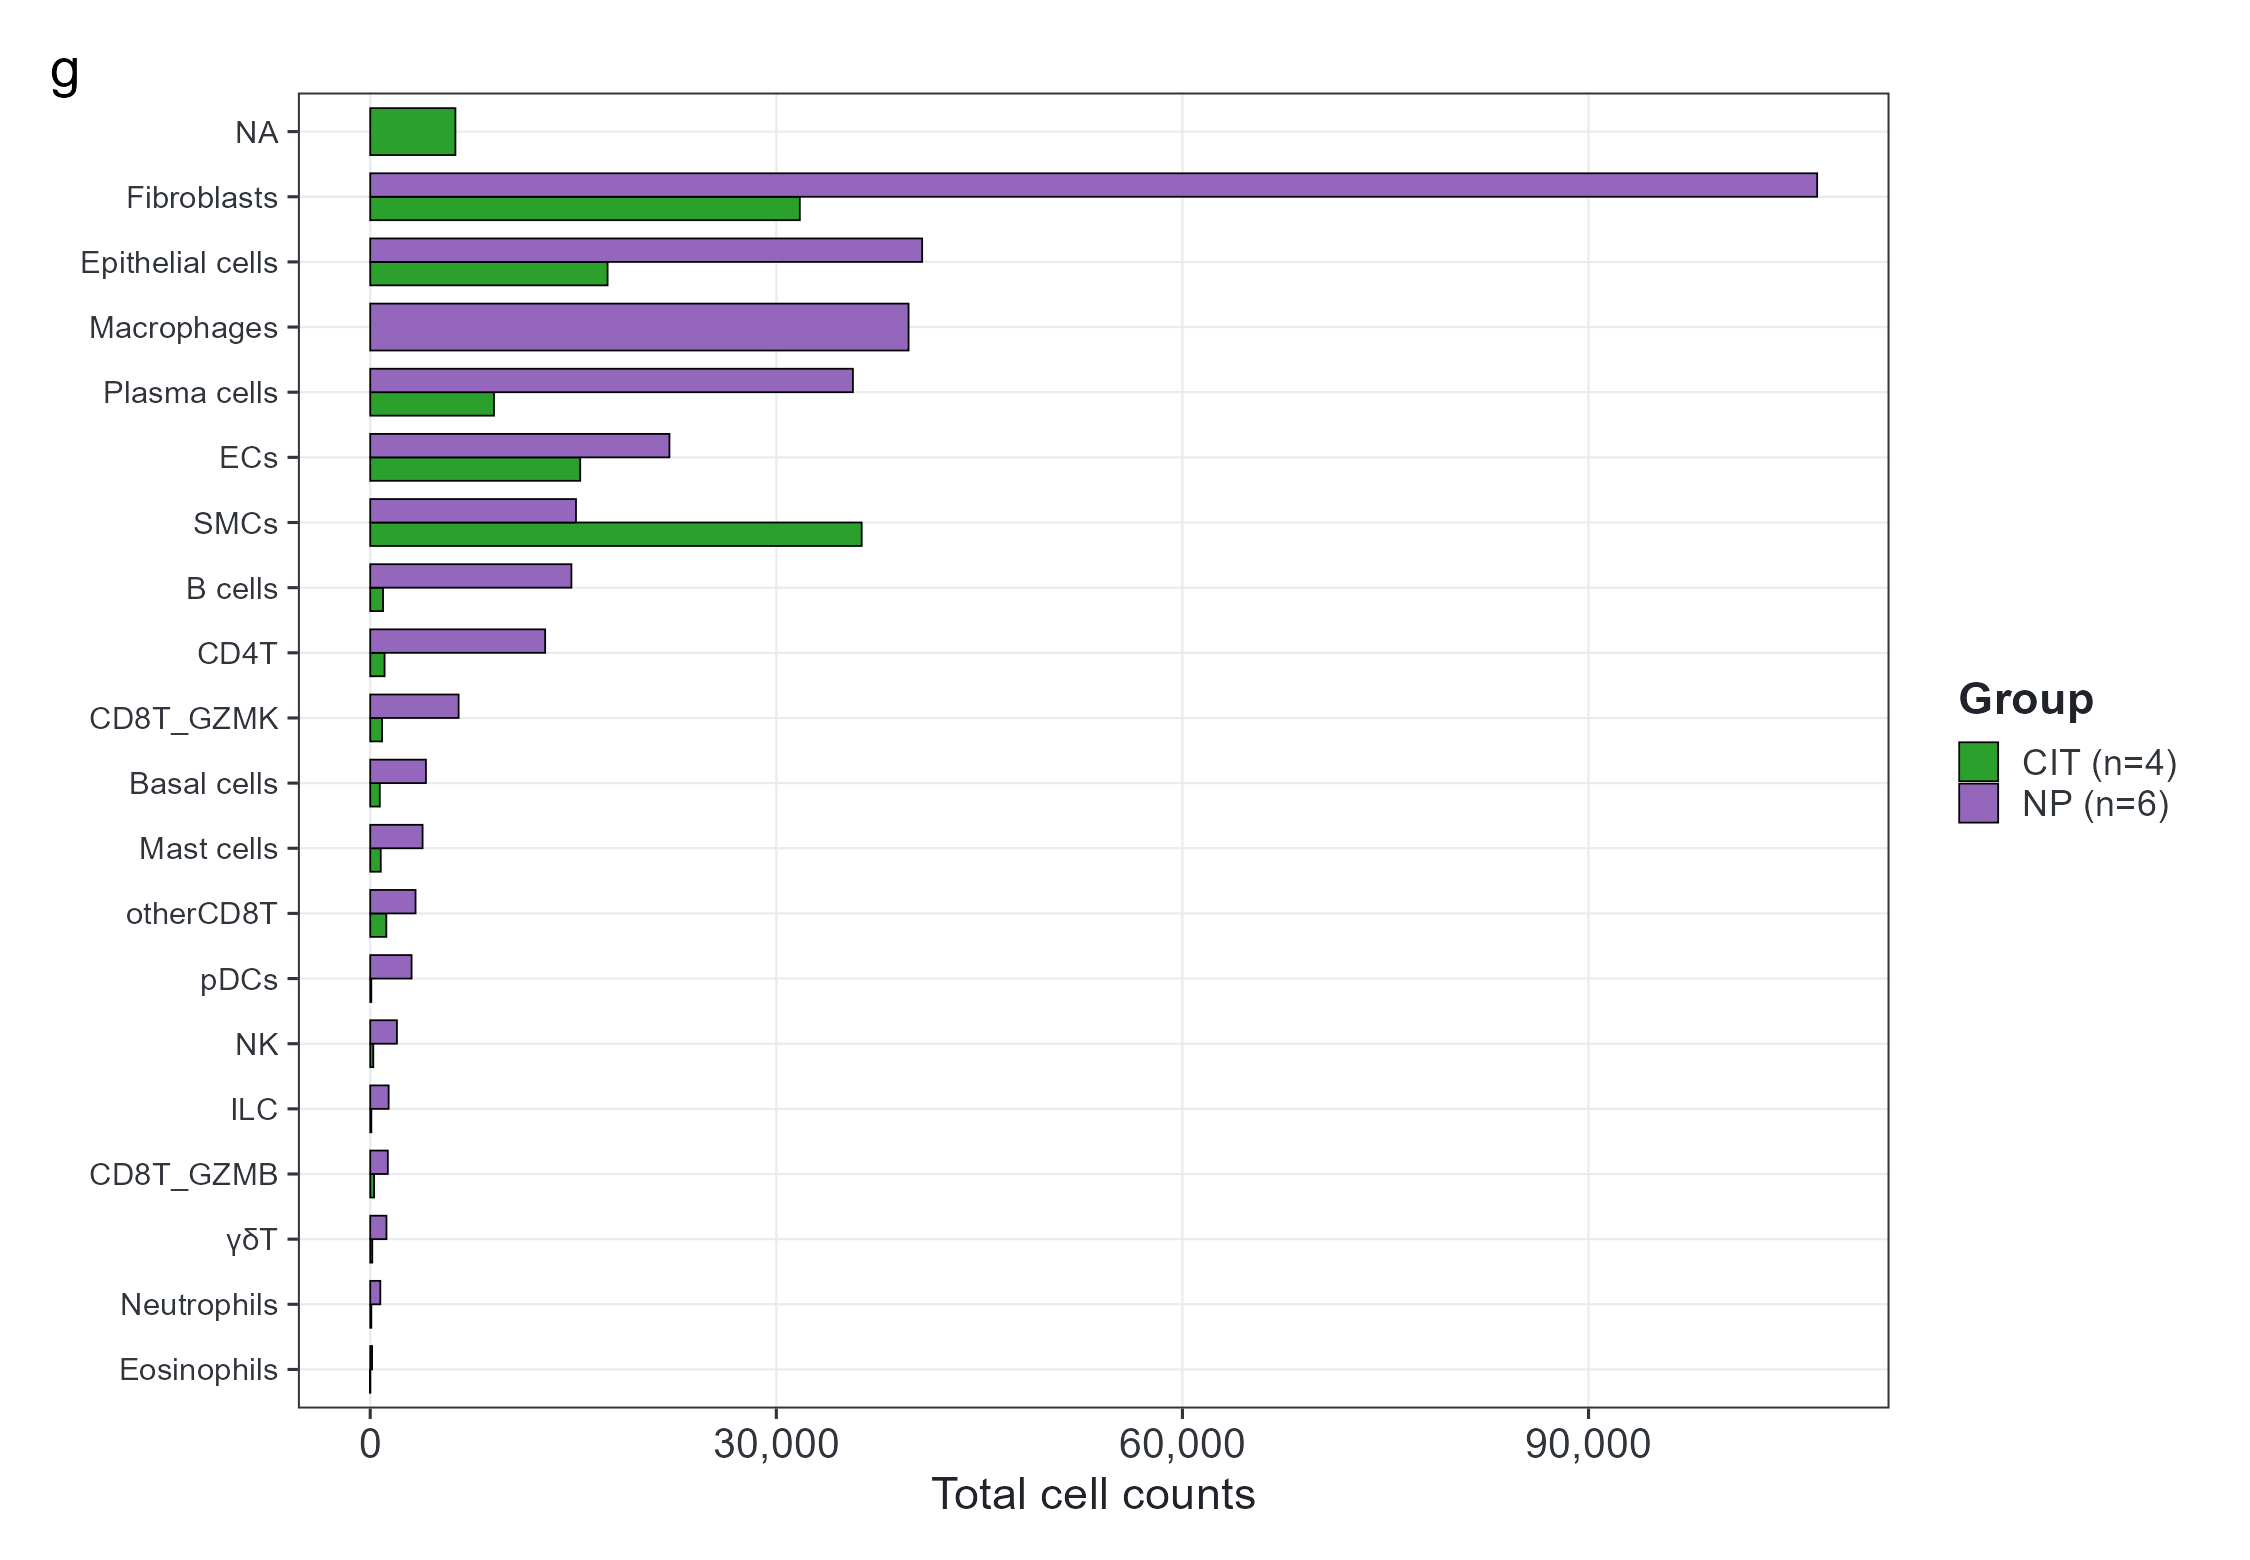 g
NA
Fibroblasts
Epithelial cells
Macrophages
Plasma cells
ECs
SMCs
B cells
CD4T
CD8T_GZMK
Basal cells
Mast cells
otherCD8T
pDCs
NK
ILC
CD8T_GZMB
γδT
Neutrophils
Eosinophils
0
30,000
60,000
90,000
Total cell counts
Group
CIT (n=4)
NP (n=6)